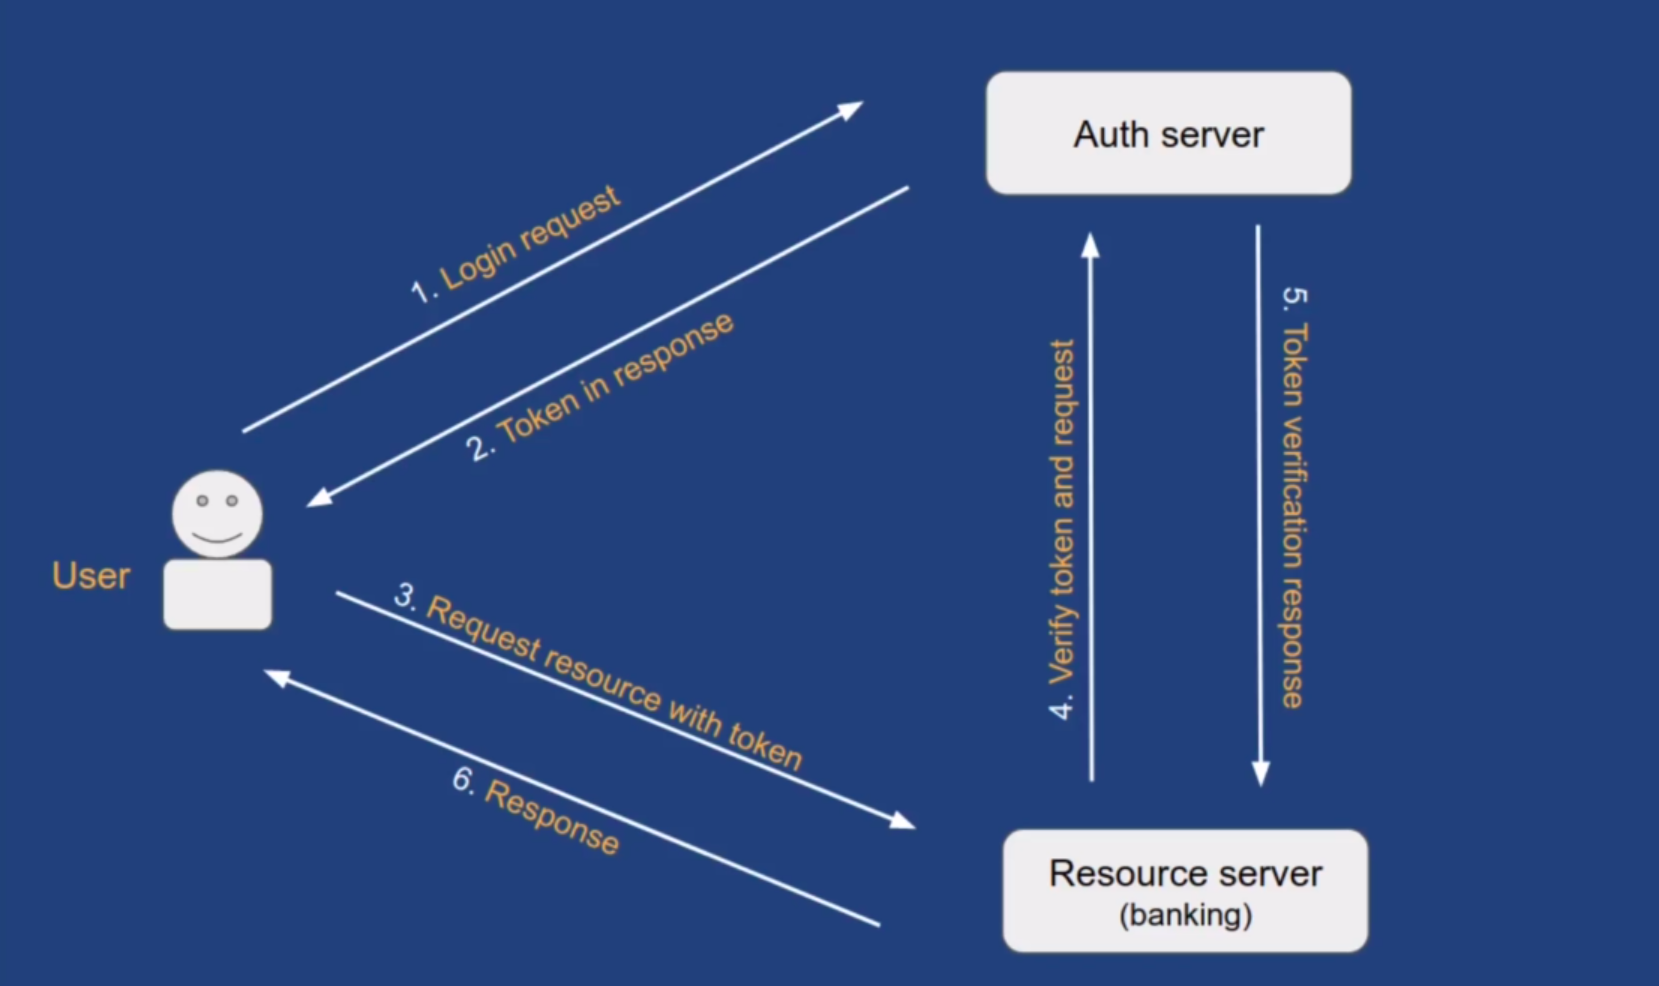 Auth server
1. Login request
2. Token in response
User
3. Request resource with token
4. Verify token and request
5. Token verification response
6. Response
Resource server
(banking)